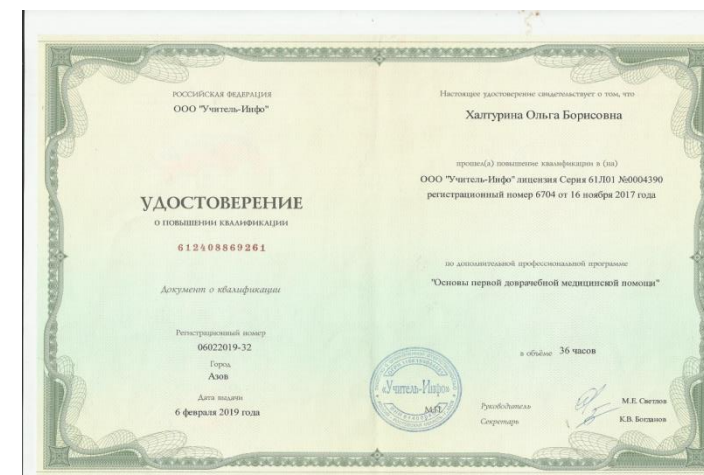 РОССИЙСКАЯ ФЕДЕРАЦИЯ
ООО "Учитель-Инфо"
УДОСТОВЕРЕНИЕ
О ПОВЫШЕНИИ КВАЛИФИКАЦИИ
612408869261
Документ о квалификации
Регистрационный номер
06022019-32
Город
Азов
Дата выдачи
6 февраля 2019 года
Настоящее удостоверение свидетельствует о том, что
Халтурина Ольга Борисовна
прошел(а) повышение квалификации в (на)
ООО "Учитель-Инфо" лицензия Серия 61Л01 №0004390
регистрационный номер 6704 от 16 ноября 2017 года
по дополнительной профессиональной программе
"Основы первой доврачебной медицинской помощи"
в объёме 36 часов
«Учитель-Инфо»
М.П.
Руководитель М.Е. Светлов
Секретарь К.В. Богданов